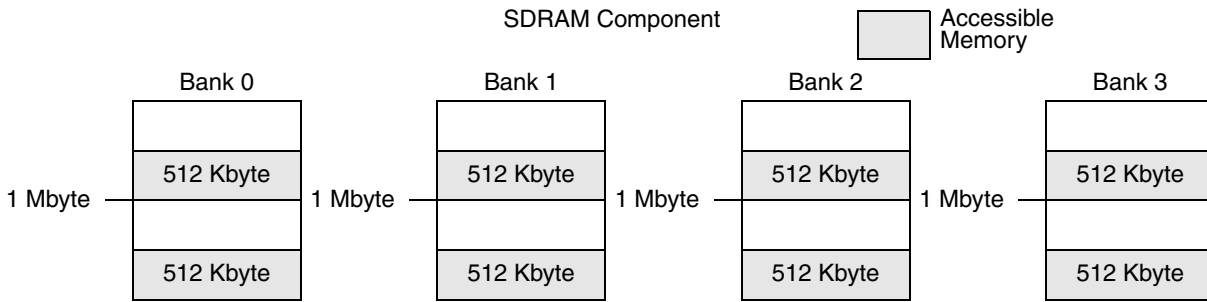 SDRAM Component
Accessible
Memory
Bank 0 Bank 1 Bank 2 Bank 3
512 Kbyte 512 Kbyte 512 Kbyte 512 Kbyte
1 Mbyte 1 Mbyte 1 Mbyte 1 Mbyte
512 Kbyte 512 Kbyte 512 Kbyte 512 Kbyte